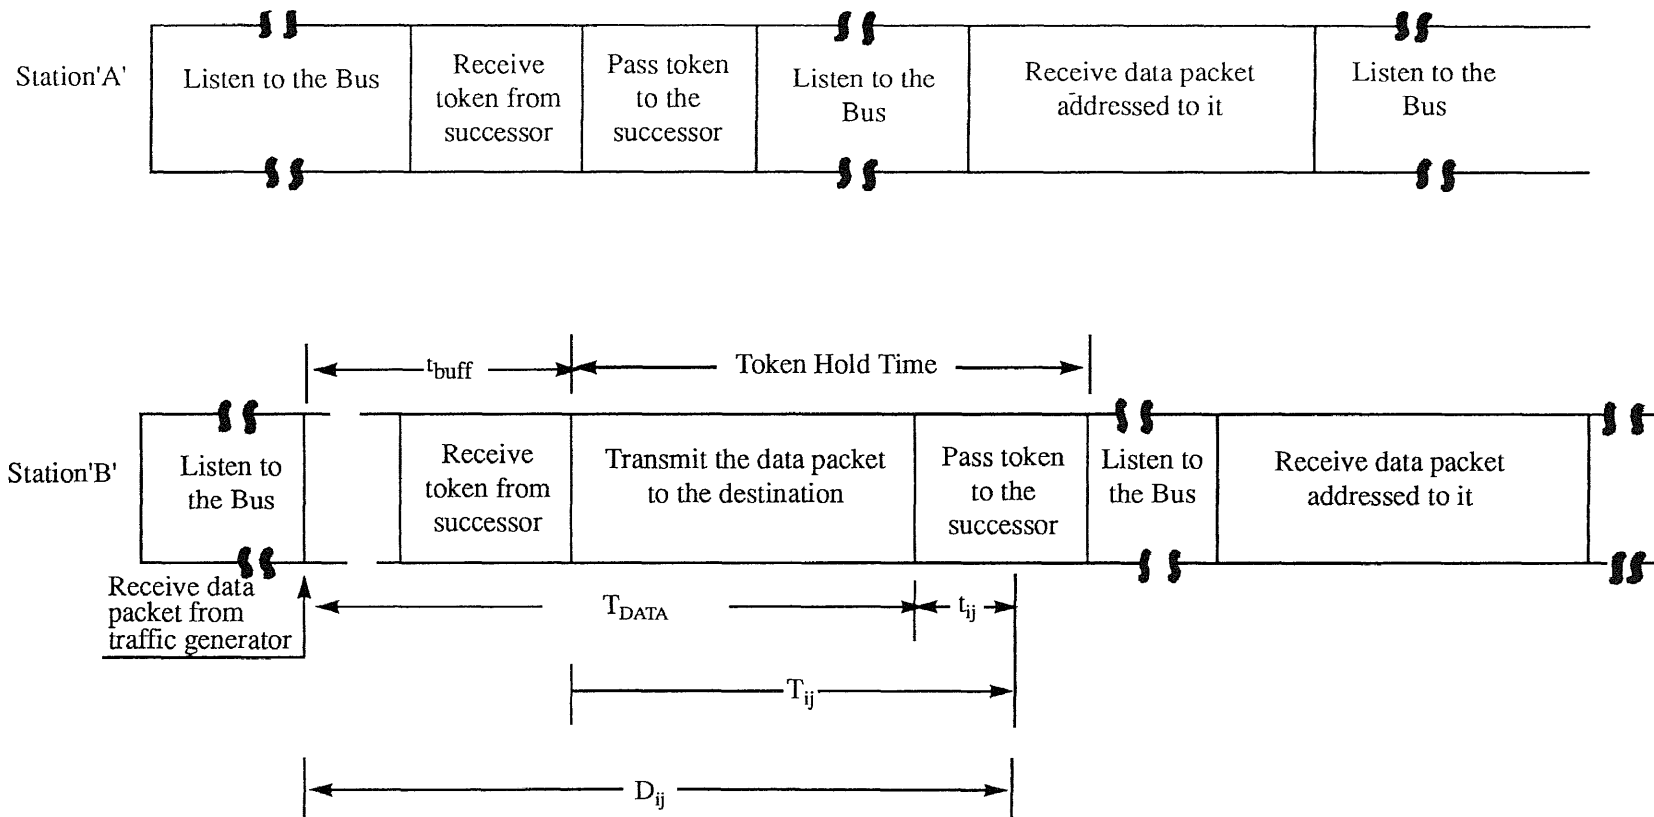 Station'A'
Listen to the Bus
Receive
token from
successor
Pass token
to the
successor
Listen to the
Bus
Receive data packet
addressed to it
Listen to the
Bus
t_buff
Token Hold Time
Station'B'
Listen to
the Bus
Receive
token from
successor
Transmit the data packet
to the destination
Pass token
to the
successor
Listen to
the Bus
Receive data packet
addressed to it
Receive data
packet from
traffic generator
T_DATA
t_ij
T_ij
D_ij